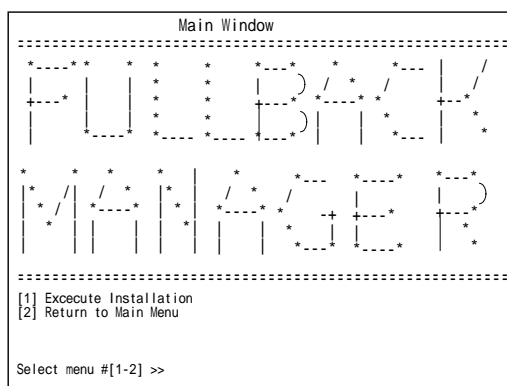 Main Window
FULLBACK
MANAGER
[1] Excecute Installation
[2] Return to Main Menu
Select menu #[1-2] >>